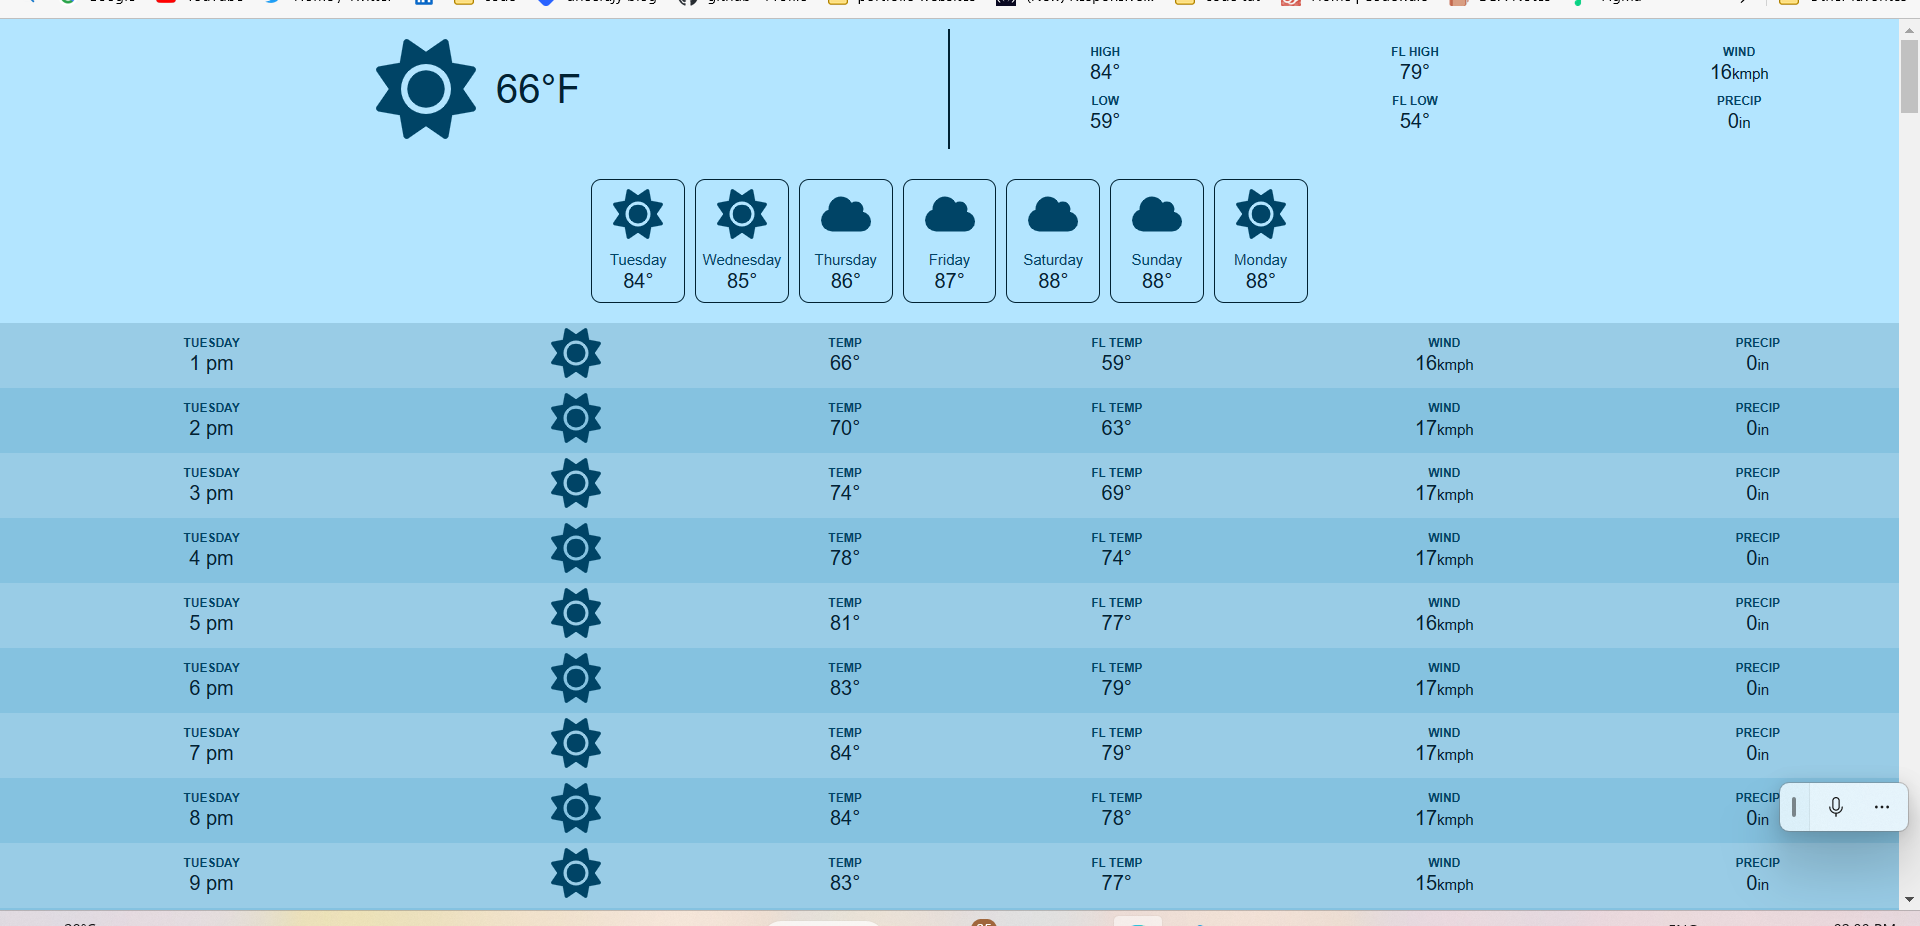 66°F
HIGH FL HIGH WIND
84° 79° 16kmph
LOW FL LOW PRECIP
59° 54° 0in
Tuesday Wednesday Thursday Friday Saturday Sunday Monday
84° 85° 86° 87° 88° 88° 88°
TUESDAY TEMP FL TEMP WIND PRECIP
1 pm 66° 59° 16kmph 0in
TUESDAY TEMP FL TEMP WIND PRECIP
2 pm 70° 63° 17kmph 0in
TUESDAY TEMP FL TEMP WIND PRECIP
3 pm 74° 69° 17kmph 0in
TUESDAY TEMP FL TEMP WIND PRECIP
4 pm 78° 74° 17kmph 0in
TUESDAY TEMP FL TEMP WIND PRECIP
5 pm 81° 77° 16kmph 0in
TUESDAY TEMP FL TEMP WIND PRECIP
6 pm 83° 79° 17kmph 0in
TUESDAY TEMP FL TEMP WIND PRECIP
7 pm 84° 79° 17kmph 0in
TUESDAY TEMP FL TEMP WIND PRECIP
8 pm 84° 78° 17kmph 0in
TUESDAY TEMP FL TEMP WIND PRECIP
9 pm 83° 77° 15kmph 0in